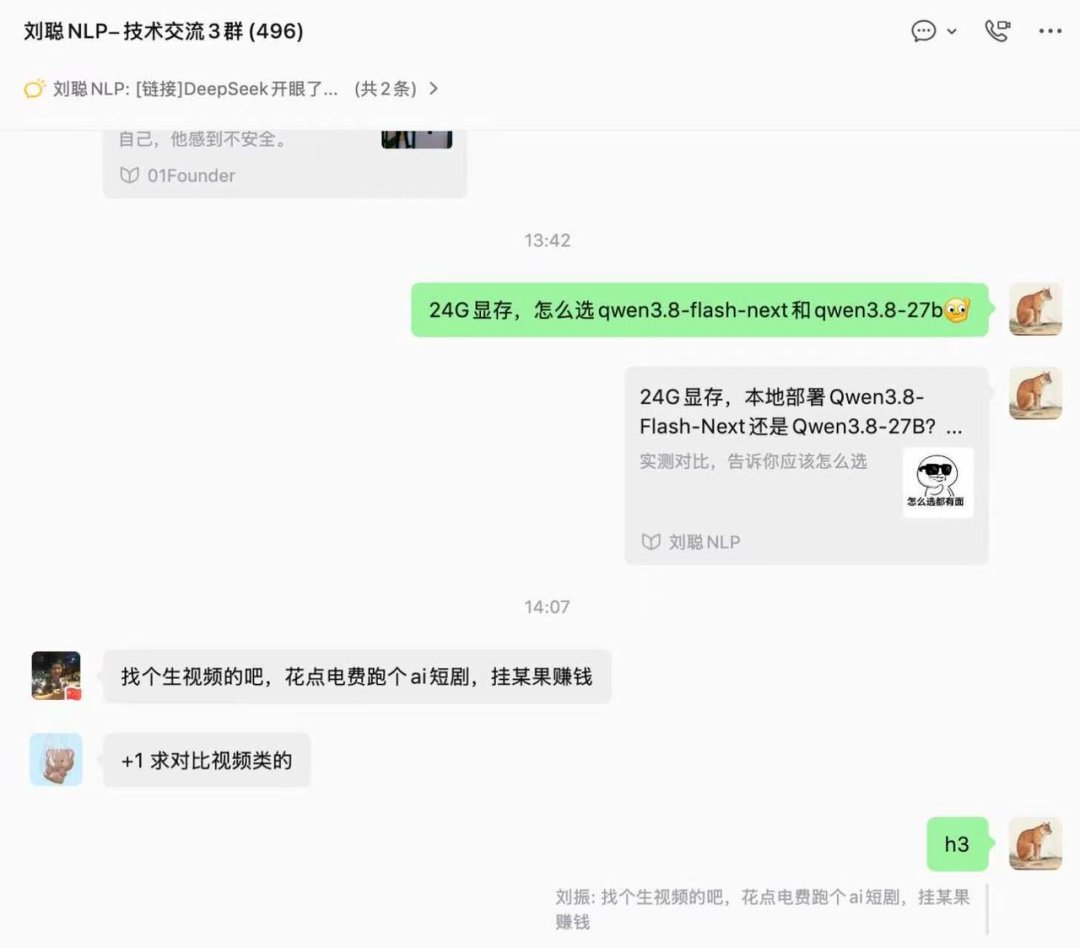 刘聪NLP–技术交流3群 (496)
刘聪NLP: [链接]DeepSeek开眼了... (共2条)
自己，他感到不安全。
01Founder
13:42
24G显存，怎么选qwen3.8-flash-next和qwen3.8-27b
24G显存，本地部署Qwen3.8-
Flash-Next还是Qwen3.8-27B？ ...
实测对比，告诉你应该怎么选
怎么选都有面
刘聪NLP
14:07
找个生视频的吧，花点电费跑个ai短剧，挂某果赚钱
+1 求对比视频类的
h3
刘振: 找个生视频的吧，花点电费跑个ai短剧，挂某果
赚钱